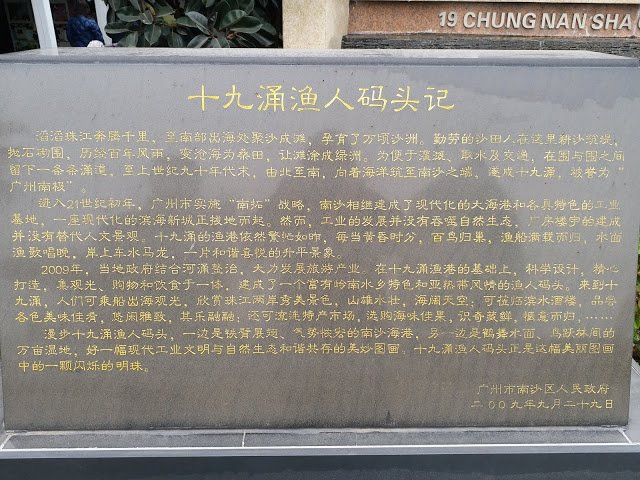 19 CHUNG NAN SHA
十九涌渔人码头记
滔滔珠江奔腾千里，至南部出海处聚沙成滩，孕育了万顷沙洲。勤劳的沙田人在这里耕沙筑堤，
抛石砌围，历经百年风雨，变沧海为桑田，让滩涂成绿洲。为便于灌溉、取水及交通，在围与围之间
留下一条条涌道，至上世纪九十年代末，由北至南，向着海洋筑至南沙之端，遂成十九涌，被誉为“
广州南极”。
进入21世纪初年，广州市实施“南拓”战略，南沙相继建成了现代化的大海港和各具特色的工业
基地，一座现代化的滨海新城正拔地而起。然而，工业的发展并没有吞噬自然生态，广房楼宇的建成
并没有替代人文景观。十九涌的渔港依然繁忙如昨，每当黄昏时分，百鸟归巢，渔船满载而归，水面
渔歌唱晚，岸上车水马龙，一片和谐喜悦的升平景象。
2009年，当地政府结合河涌整治，大力发展旅游产业。在十九涌渔港的基础上，科学设计，精心
打造，集观光、购物和饮食于一体，建成了一个富有岭南水乡特色和亚热带风情的渔人码头。来到十
九涌，人们可乘船出海观光，欣赏珠江两岸秀美景色，山雄水壮，海阔天空；可莅临滨水酒楼，品尝
各色美味佳肴，悠闲雅致，其乐融融；还可流连特产市场，选购海味佳果，识奇蔬鲜，惬意而归，……
漫步十九涌渔人码头，一边是铁臂展翅、气势恢宏的南沙海港，另一边是鹤舞水面、鸟跃林间的
万亩湿地，好一幅现代工业文明与自然生态和谐共存的美妙图画。十九涌渔人码头正是这幅美丽图画
中的一颗闪烁的明珠。
广州市南沙区人民政府
二00九年九月二十九日